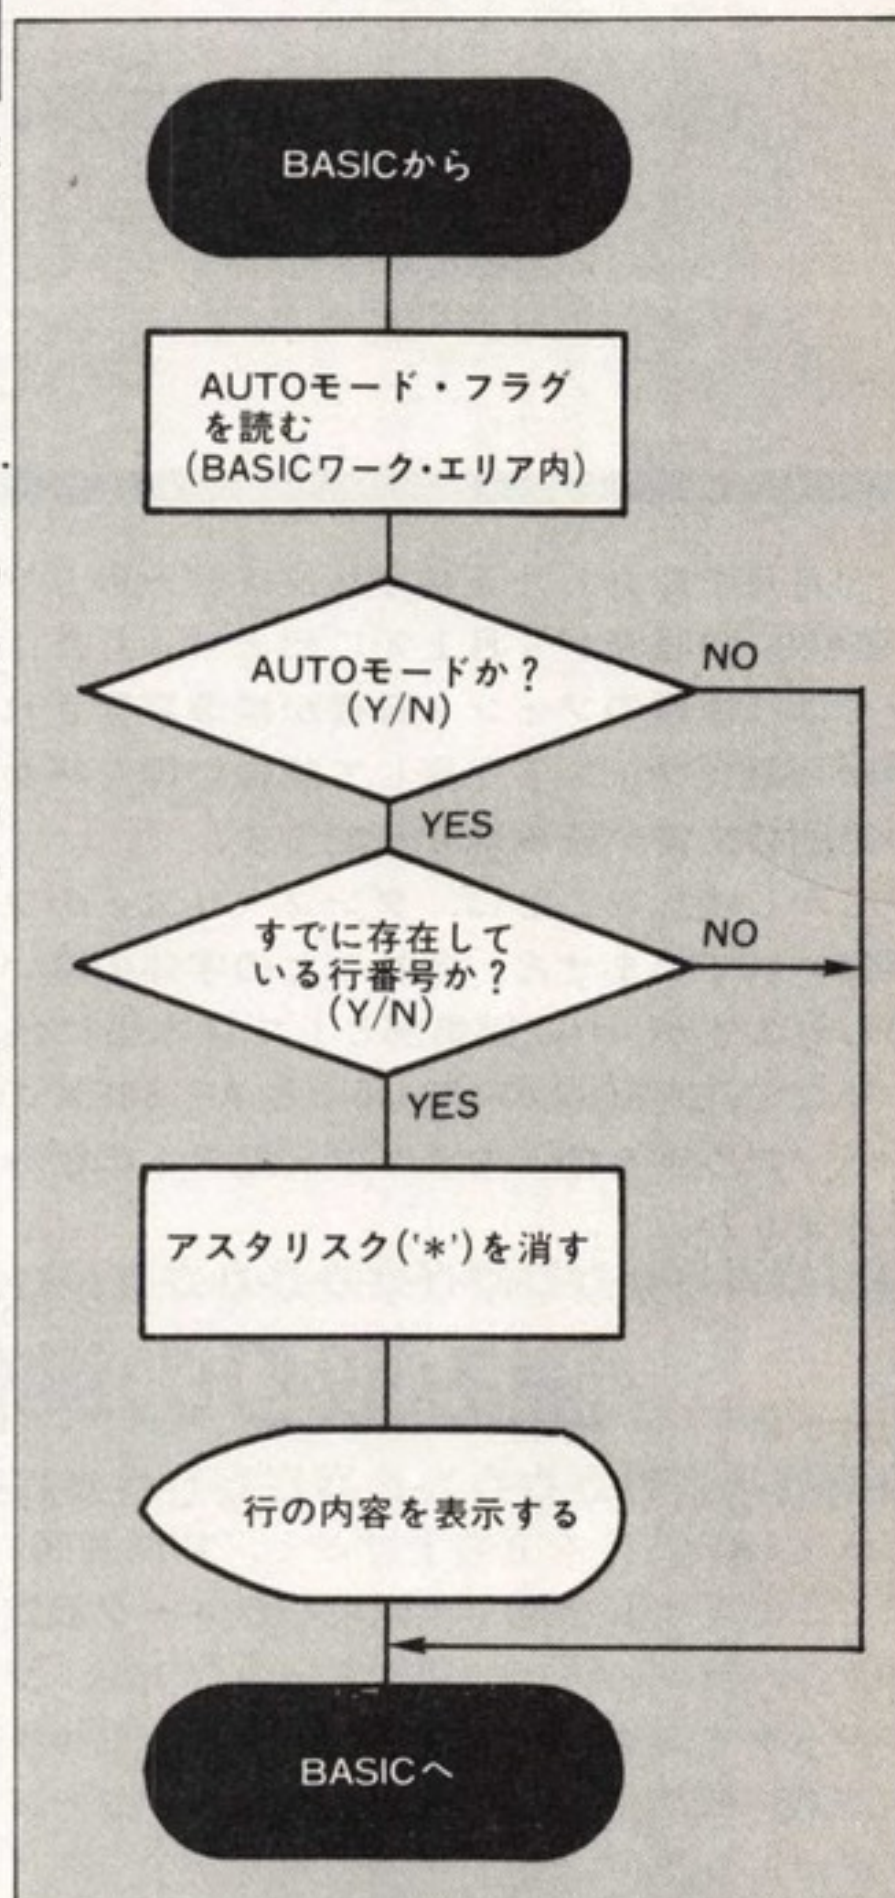 BASICから
AUTOモード・フラグ
を読む
(BASICワーク・エリア内)
AUTOモードか?
(Y/N)
NO
YES
すでに存在して
いる行番号か?
(Y/N)
NO
YES
アスタリスク('*')を消す
行の内容を表示する
BASICへ